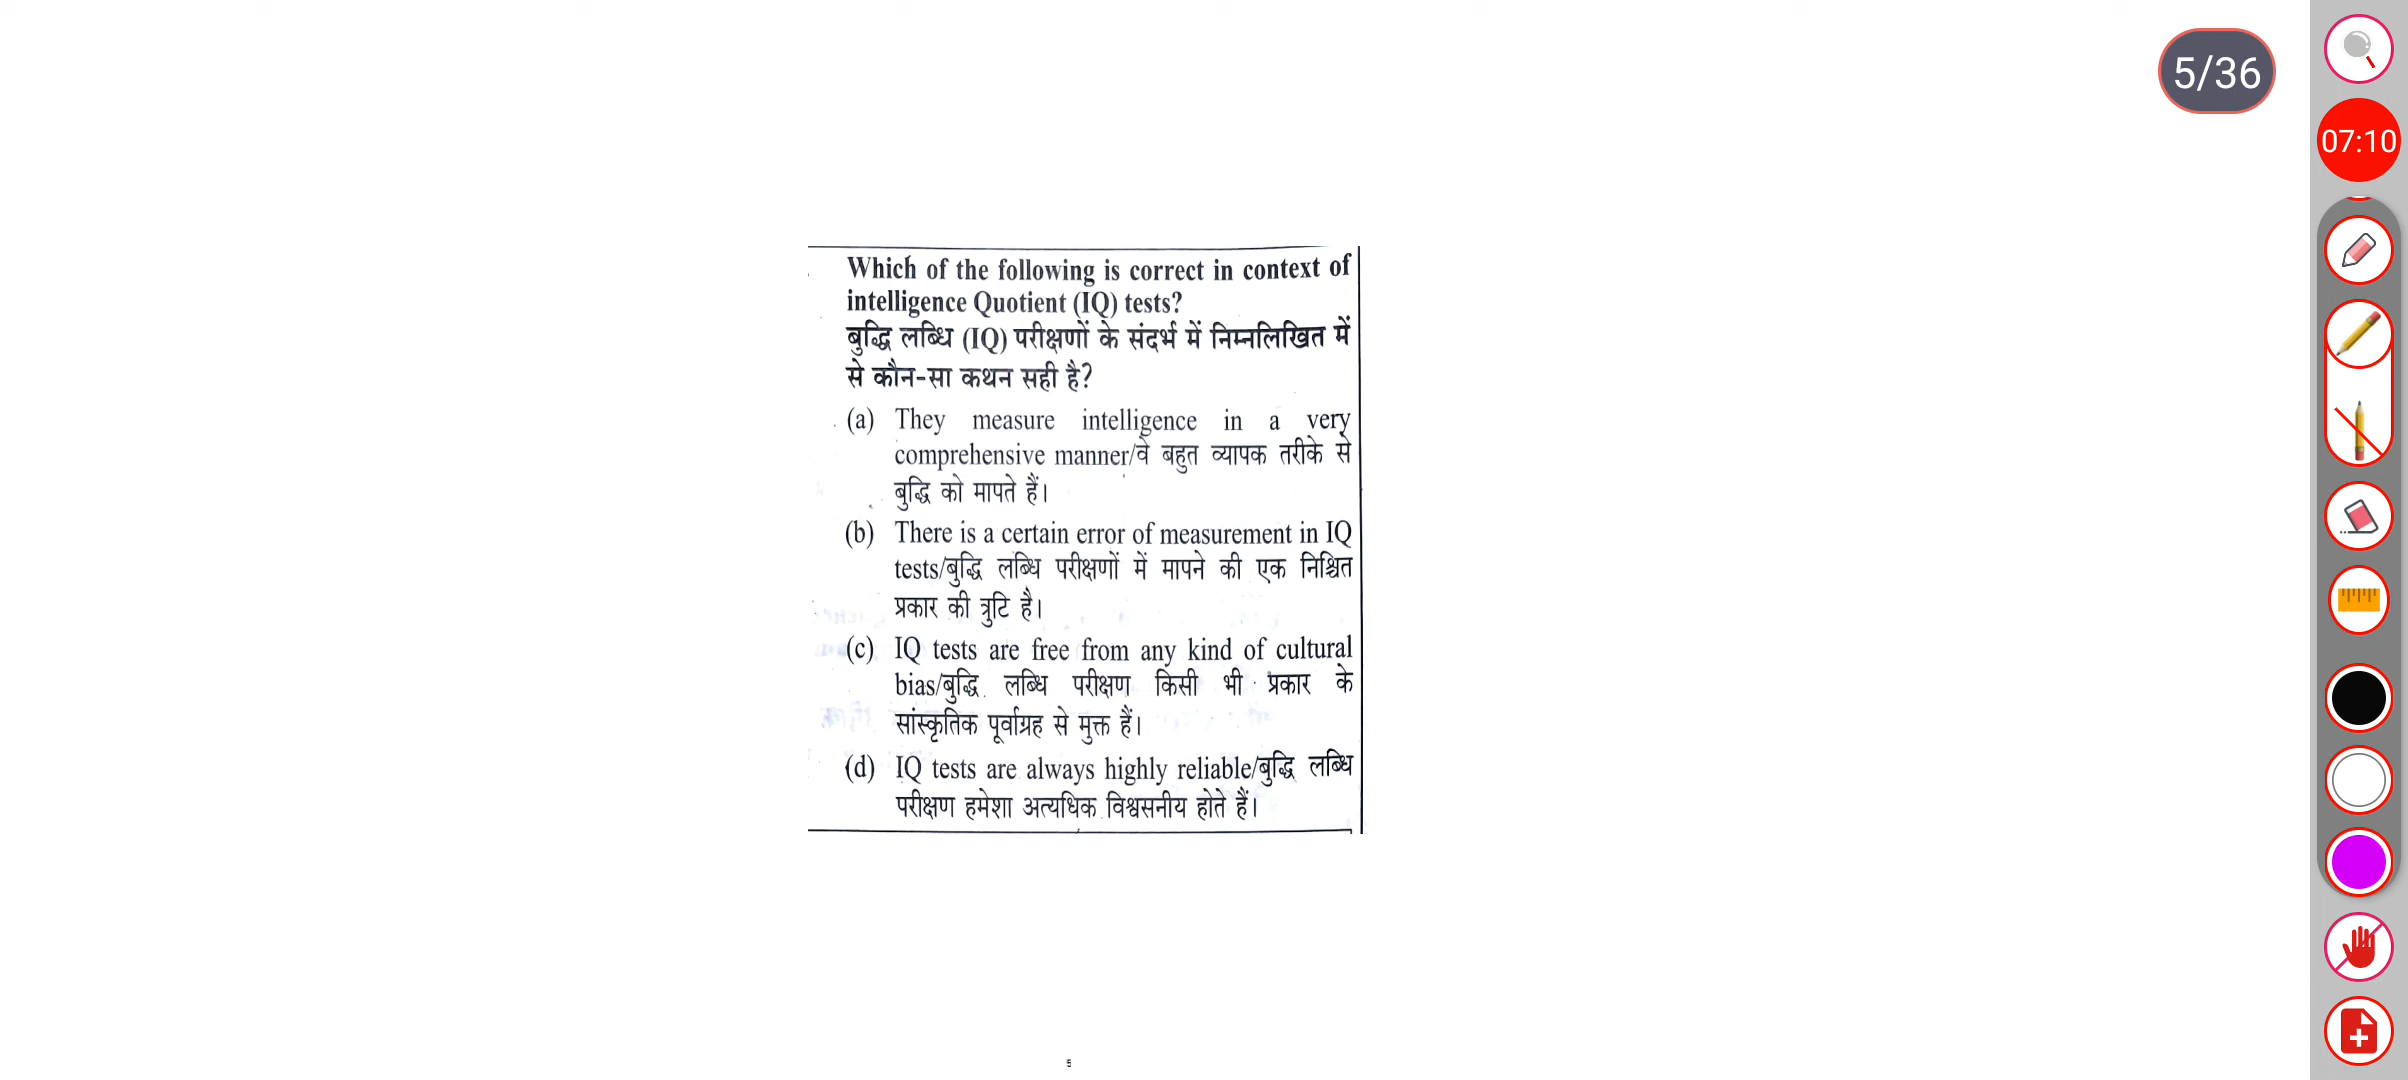 5/36
07:10
Which of the following is correct in context of
intelligence Quotient (IQ) tests?
बुद्धि लब्धि (IQ) परीक्षणों के संदर्भ में निम्नलिखित में
से कौन-सा कथन सही है?
(a) They measure intelligence in a very
comprehensive manner/वे बहुत व्यापक तरीके से
बुद्धि को मापते हैं।
(b) There is a certain error of measurement in IQ
tests/बुद्धि लब्धि परीक्षणों में मापने की एक निश्चित
प्रकार की त्रुटि है।
(c) IQ tests are free from any kind of cultural
bias/बुद्धि लब्धि परीक्षण किसी भी प्रकार के
सांस्कृतिक पूर्वाग्रह से मुक्त हैं।
(d) IQ tests are always highly reliable/बुद्धि लब्धि
परीक्षण हमेशा अत्यधिक विश्वसनीय होते हैं।
5